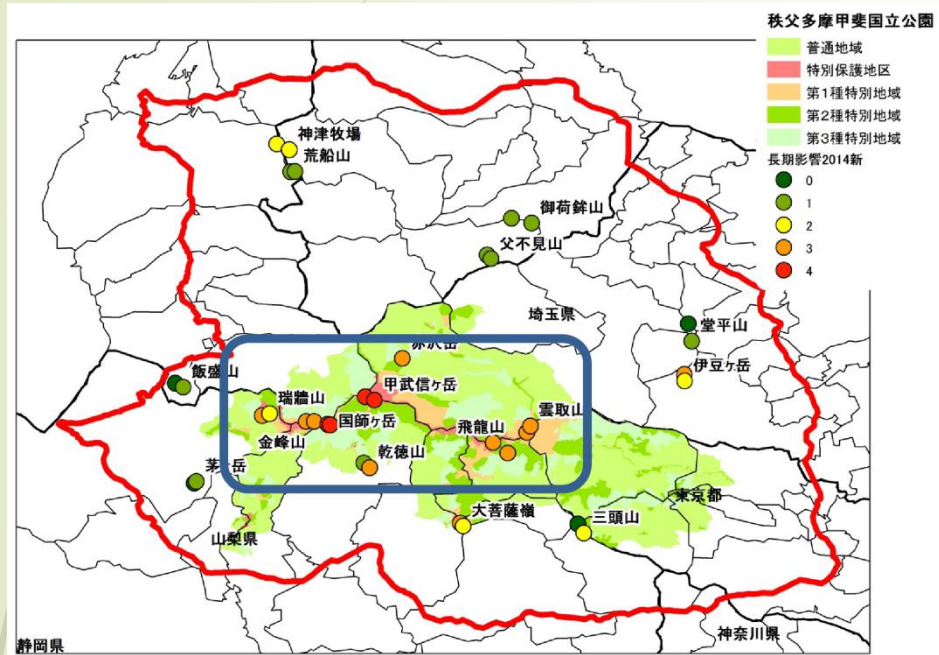 秩父多摩甲斐国立公園
普通地域
特別保護地区
第1種特別地域
第2種特別地域
第3種特別地域
長期影響2014新
0
1
2
3
4
神津牧場
荒船山
御荷鉾山
父不見山
埼玉県
堂平山
伊豆ヶ岳
飯盛山
赤沢岳
甲武信ヶ岳
瑞牆山
国師ヶ岳
金峰山
飛龍山
雲取山
乾徳山
茅ヶ岳
大菩薩嶺
三頭山
東京都
山梨県
神奈川県
静岡県